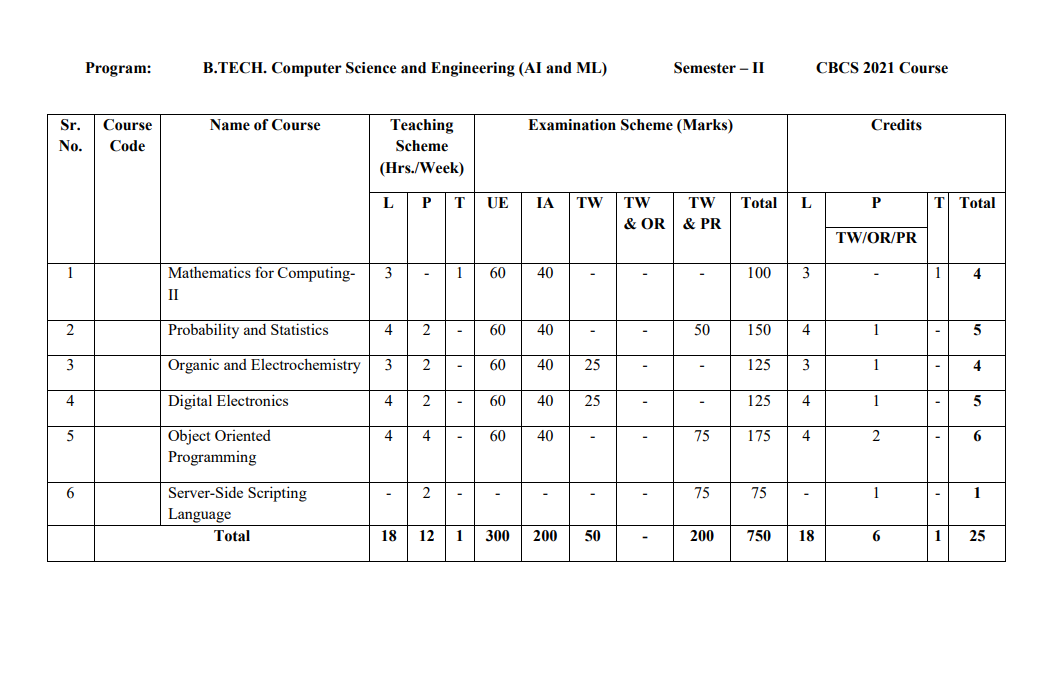 Program: B.TECH. Computer Science and Engineering (AI and ML) Semester – II CBCS 2021 Course
Sr. No. Course Code Name of Course Teaching Scheme (Hrs./Week) Examination Scheme (Marks) Credits
L P T UE IA TW TW & OR TW & PR Total L P T Total
TW/OR/PR
1 Mathematics for Computing- 3 - 1 60 40 - - - 100 3 - 1 4
II
2 Probability and Statistics 4 2 - 60 40 - - 50 150 4 1 - 5
3 Organic and Electrochemistry 3 2 - 60 40 25 - - 125 3 1 - 4
4 Digital Electronics 4 2 - 60 40 25 - - 125 4 1 - 5
5 Object Oriented 4 4 - 60 40 - - 75 175 4 2 - 6
Programming
6 Server-Side Scripting - 2 - - - - - 75 75 - 1 - 1
Language
Total 18 12 1 300 200 50 - 200 750 18 6 1 25